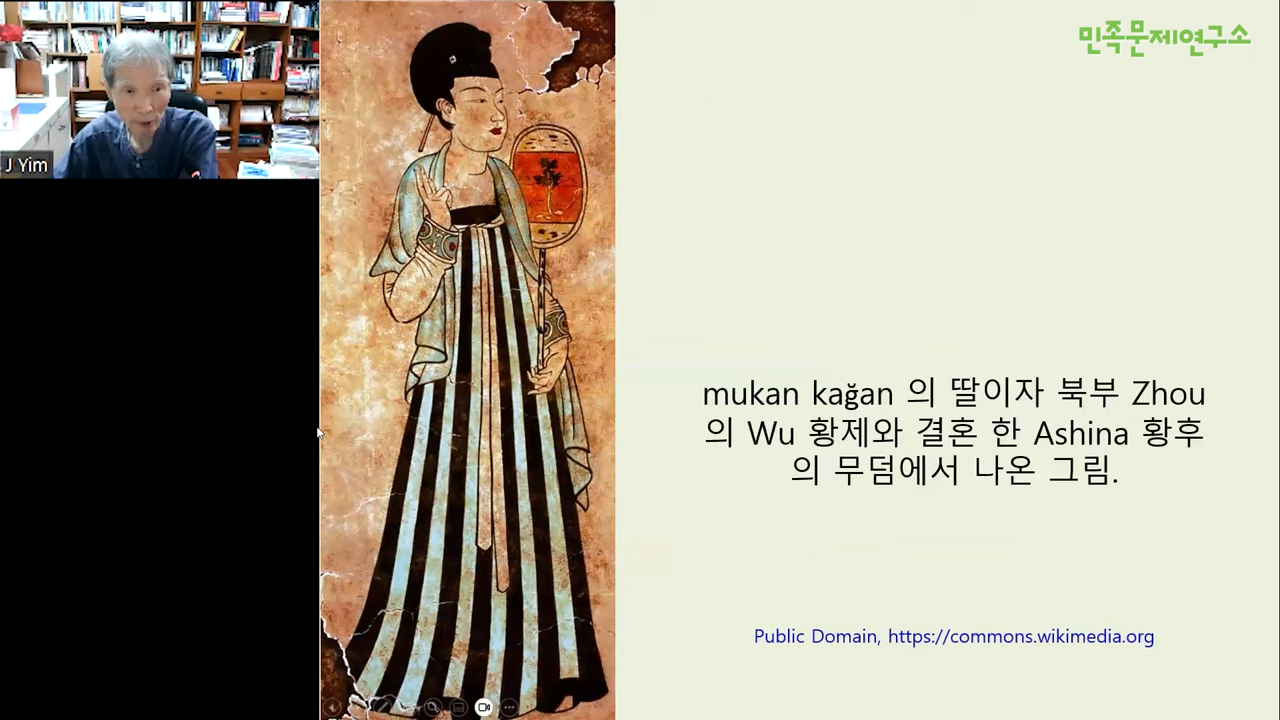 민족문제연구소
J Yim
mukan kağan 의 딸이자 북부 Zhou
의 Wu 황제와 결혼 한 Ashina 황후
의 무덤에서 나온 그림.
Public Domain, https://commons.wikimedia.org